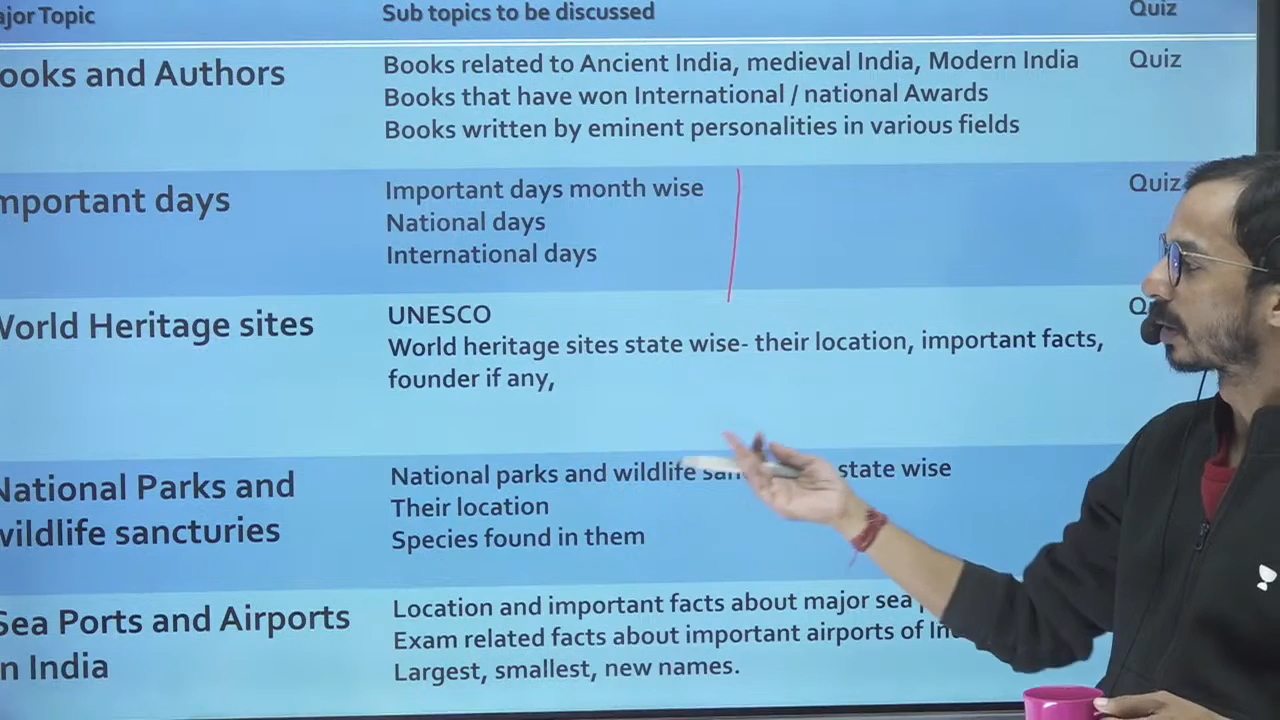 ajor Topic Sub topics to be discussed Quiz
ooks and Authors Books related to Ancient India, medieval India, Modern India Quiz
Books that have won International / national Awards
Books written by eminent personalities in various fields
mportant days Important days month wise Quiz
National days
International days
World Heritage sites UNESCO
World heritage sites state wise- their location, important facts,
founder if any,
National Parks and National parks and wildlife state wise
wildlife sancturies Their location
Species found in them
Sea Ports and Airports Location and important facts about major sea
n India Exam related facts about important airports of
Largest, smallest, new names.